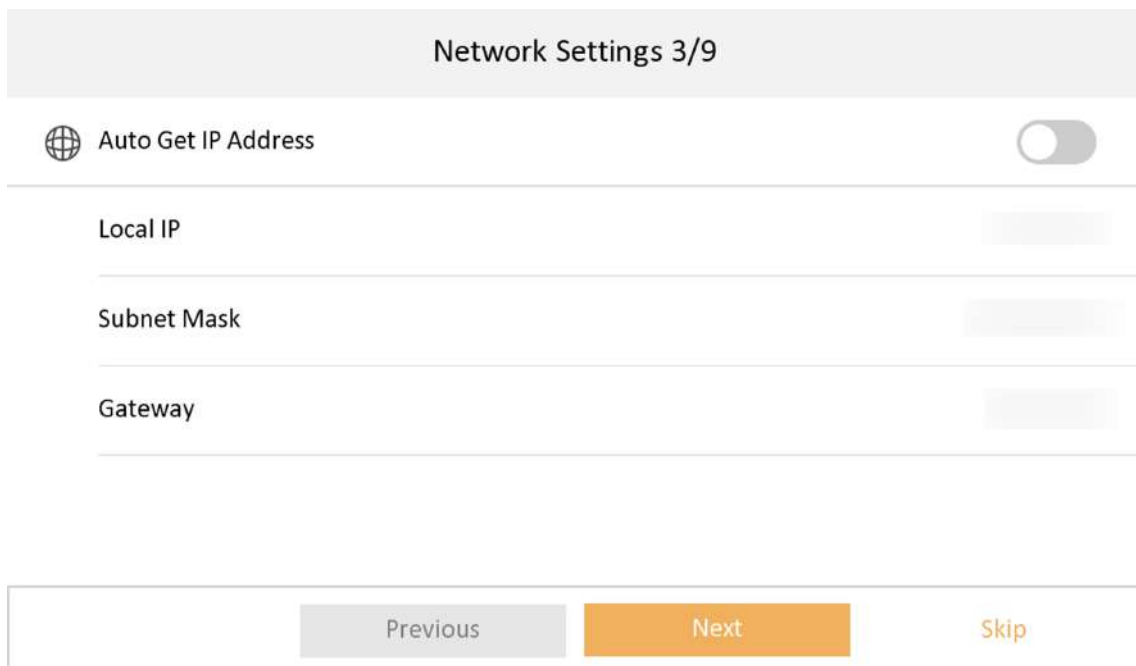 Network Settings 3/9
Auto Get IP Address
Local IP
Subnet Mask
Gateway
Previous Next Skip